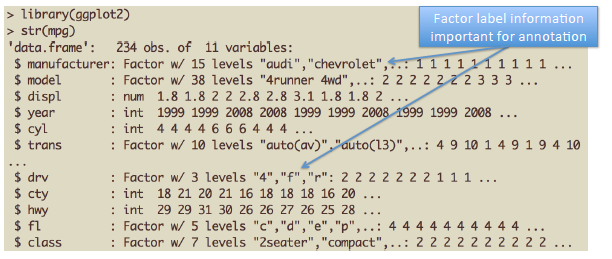 > library(ggplot2)
> str(mpg)
'data.frame':   234 obs. of  11 variables:
 $ manufacturer: Factor w/ 15 levels "audi","chevrolet",..: 1 1 1 1 1 1 1 1 1 1 ...
 $ model       : Factor w/ 38 levels "4runner 4wd",..: 2 2 2 2 2 2 2 3 3 3 ...
 $ displ       : num  1.8 1.8 2 2 2.8 2.8 3.1 1.8 1.8 2 ...
 $ year        : int  1999 1999 2008 2008 1999 1999 2008 1999 1999 2008 ...
 $ cyl         : int  4 4 4 4 6 6 6 4 4 4 ...
 $ trans       : Factor w/ 10 levels "auto(av)","auto(l3)",..: 4 9 10 1 4 9 1 9 4 10
...
 $ drv         : Factor w/ 3 levels "4","f","r": 2 2 2 2 2 2 2 1 1 1 ...
 $ cty         : int  18 21 20 21 16 18 18 18 16 20 ...
 $ hwy         : int  29 29 31 30 26 26 27 26 25 28 ...
 $ fl          : Factor w/ 5 levels "c","d","e","p",..: 4 4 4 4 4 4 4 4 4 4 ...
 $ class       : Factor w/ 7 levels "2seater","compact",..: 2 2 2 2 2 2 2 2 2 2 ...
Factor label information
important for annotation